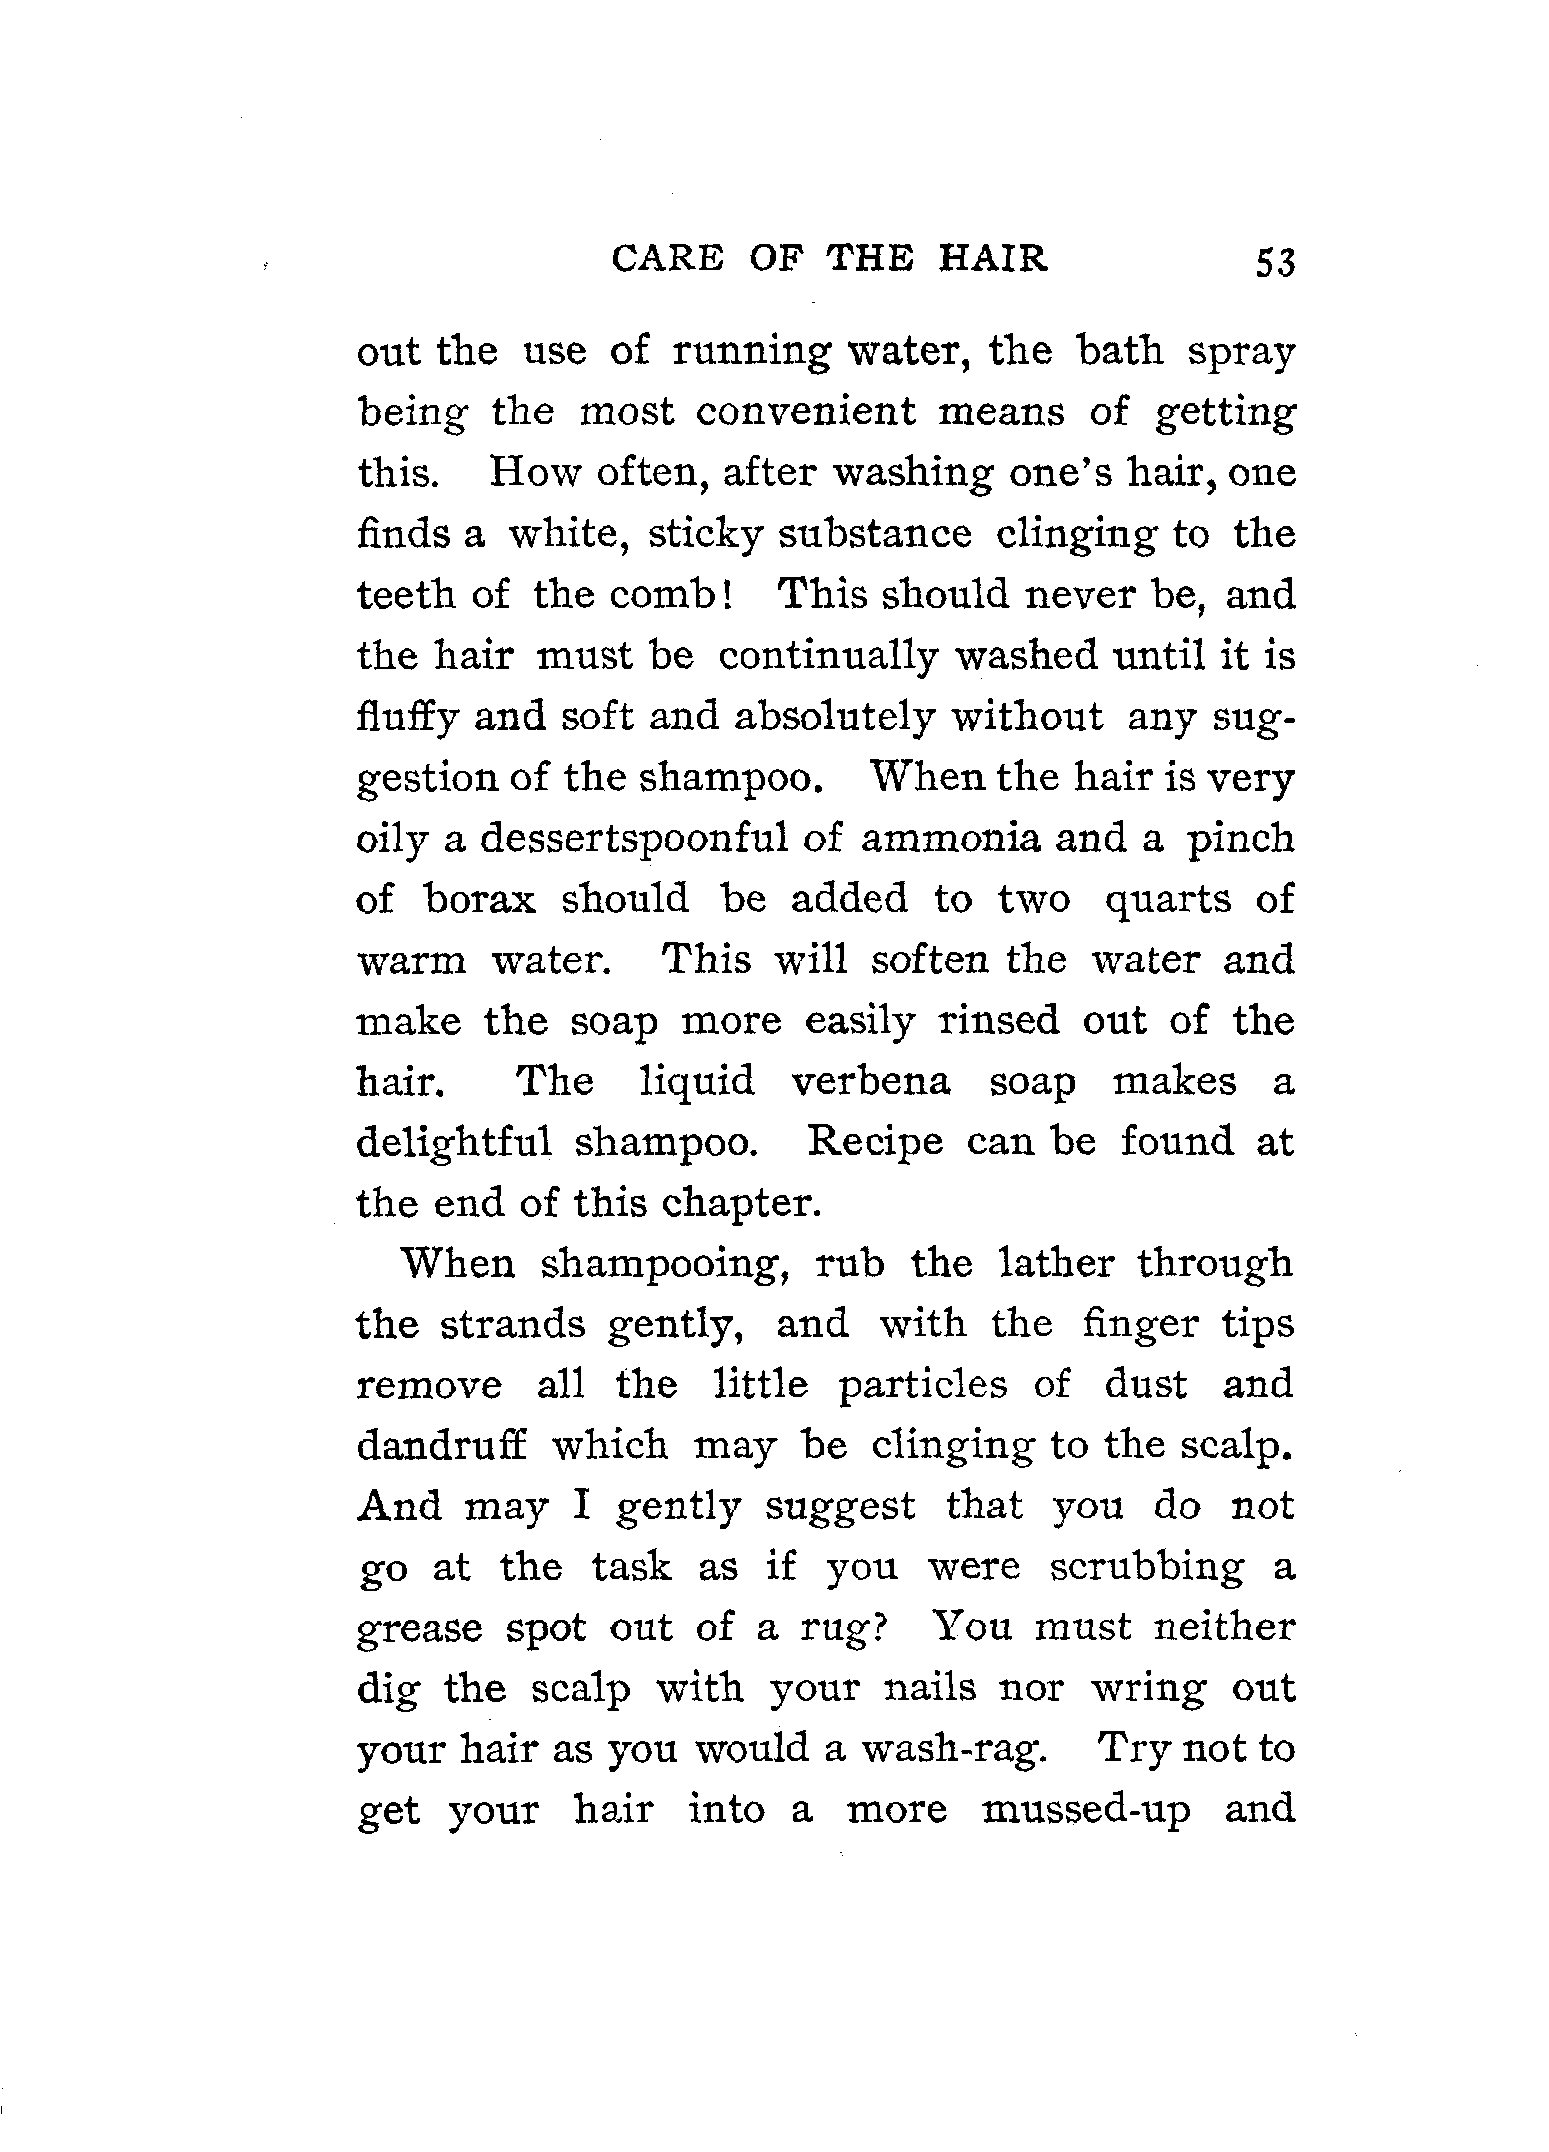 CARE OF THE HAIR 53
out the use of running water, the bath spray
being the most convenient means of getting
this. How often, after washing one's hair, one
finds a white, sticky substance clinging to the
teeth of the comb! This should never be, and
the hair must be continually washed until it is
fluffy and soft and absolutely without any sug-
gestion of the shampoo. When the hair is very
oily a dessertspoonful of ammonia and a pinch
of borax should be added to two quarts of
warm water. This will soften the water and
make the soap more easily rinsed out of the
hair. The liquid verbena soap makes a
delightful shampoo. Recipe can be found at
the end of this chapter.
When shampooing, rub the lather through
the strands gently, and with the finger tips
remove all the little particles of dust and
dandruff which may be clinging to the scalp.
And may I gently suggest that you do not
go at the task as if you were scrubbing a
grease spot out of a rug? You must neither
dig the scalp with your nails nor wring out
your hair as you would a wash-rag. Try not to
get your hair into a more mussed-up and